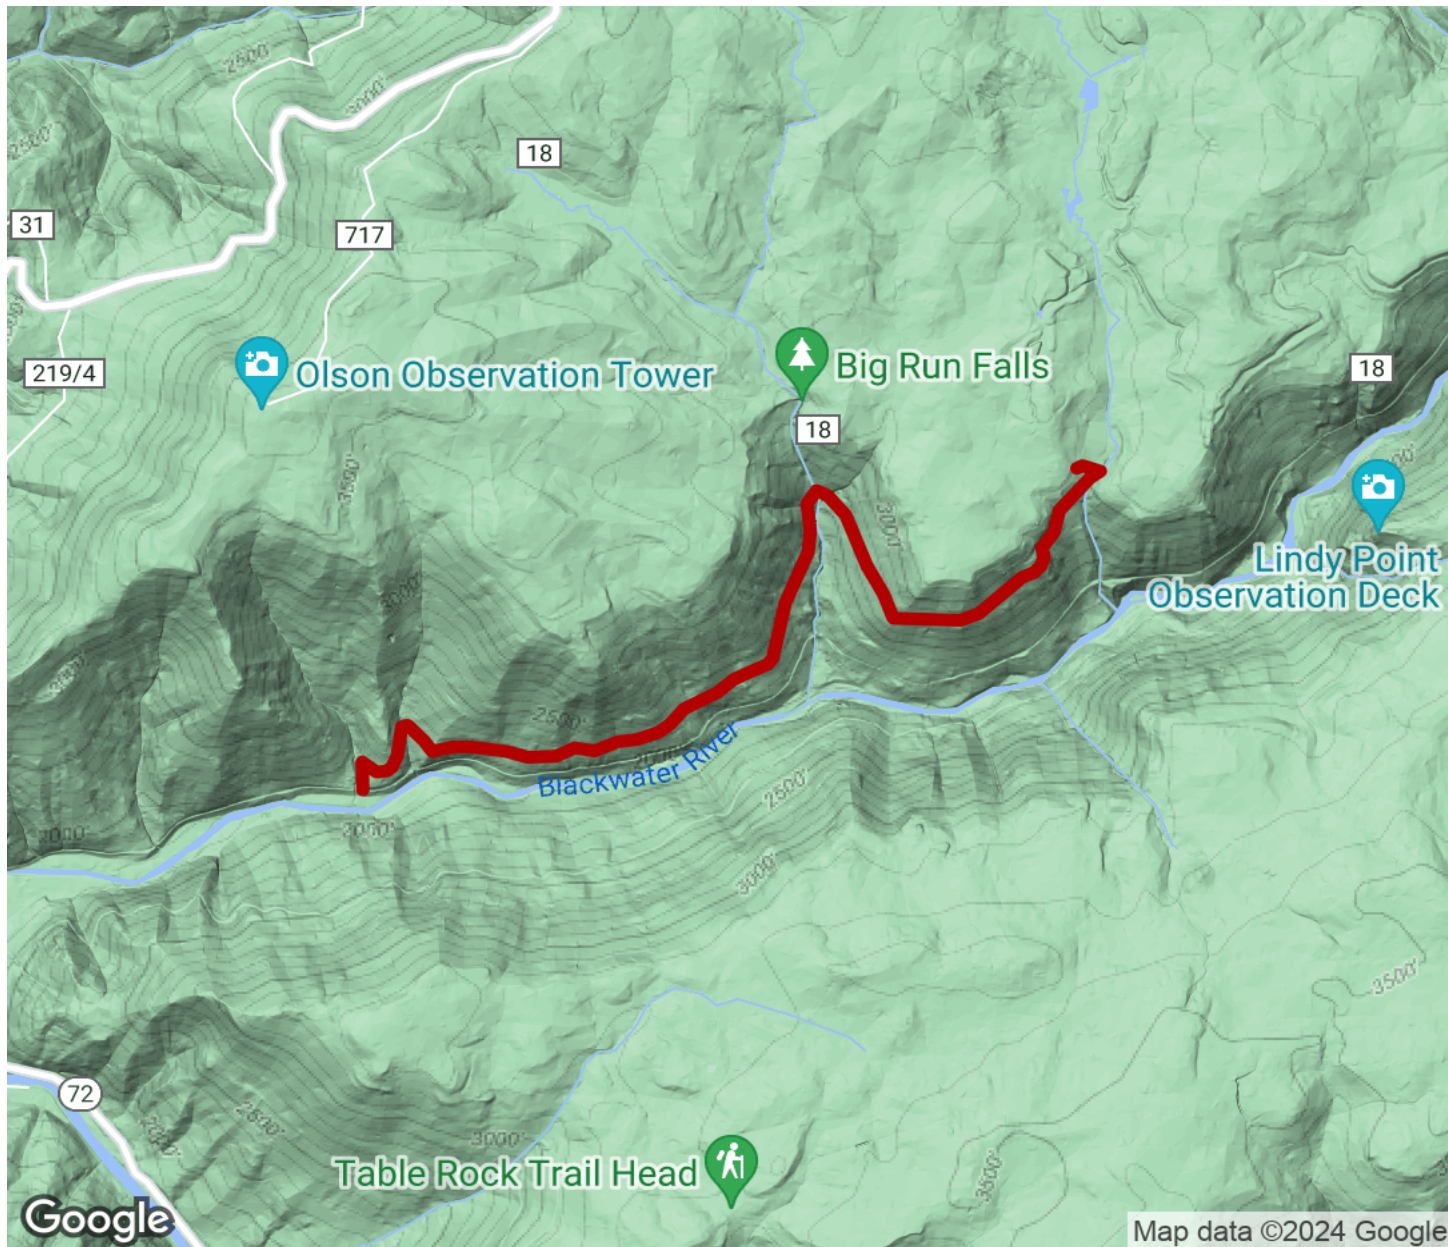 2500'
3000'
18
2500'
31
717
Olson Observation Tower
Big Run Falls
219/4
18
18
3500'
3000'
Lindy Point
Observation Deck
3000'
2500'
Blackwater River
2500'
2000'
3000'
3000'
3500'
72
2500'
2000'
3000'
Table Rock Trail Head
3500'
Google
Map data ©2024 Google